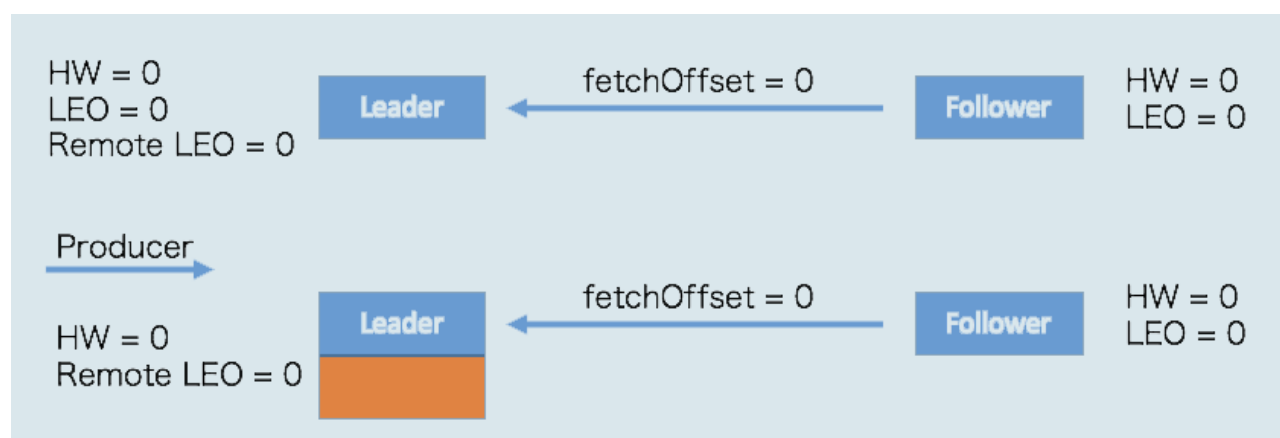 HW = 0
LEO = 0
Remote LEO = 0
Leader
fetchOffset = 0
Follower
HW = 0
LEO = 0
Producer
HW = 0
Remote LEO = 0
Leader
fetchOffset = 0
Follower
HW = 0
LEO = 0